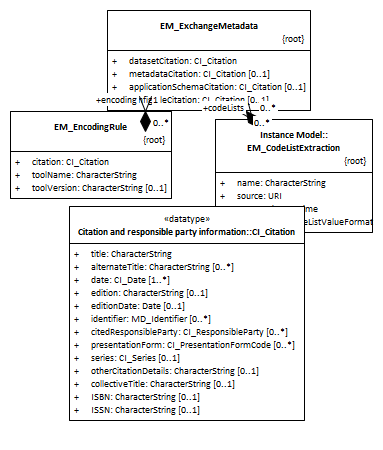 EM_ExchangeMetadata
{root}
+ datasetCitation: CI_Citation
+ metadataCitation: CI_Citation [0..1]
+ applicationSchemaCitation: CI_Citation [0..1]
+encoding
leCitation: CI_Citation [0..1]
+codeLists
0..*
0..*
0..*
EM_EncodingRule
{root}
+ citation: CI_Citation
+ toolName: CharacterString
+ toolVersion: CharacterString [0..1]
Instance Model::
EM_CodeListExtraction
{root}
+ name: CharacterString
+ source: URI
me
eListValueFormat
«datatype»
Citation and responsible party information::CI_Citation
+ title: CharacterString
+ alternateTitle: CharacterString [0..*]
+ date: CI_Date [1..*]
+ edition: CharacterString [0..1]
+ editionDate: Date [0..1]
+ identifier: MD_Identifier [0..*]
+ citedResponsibleParty: CI_ResponsibleParty [0..*]
+ presentationForm: CI_PresentationFormCode [0..*]
+ series: CI_Series [0..1]
+ otherCitationDetails: CharacterString [0..1]
+ collectiveTitle: CharacterString [0..1]
+ ISBN: CharacterString [0..1]
+ ISSN: CharacterString [0..1]